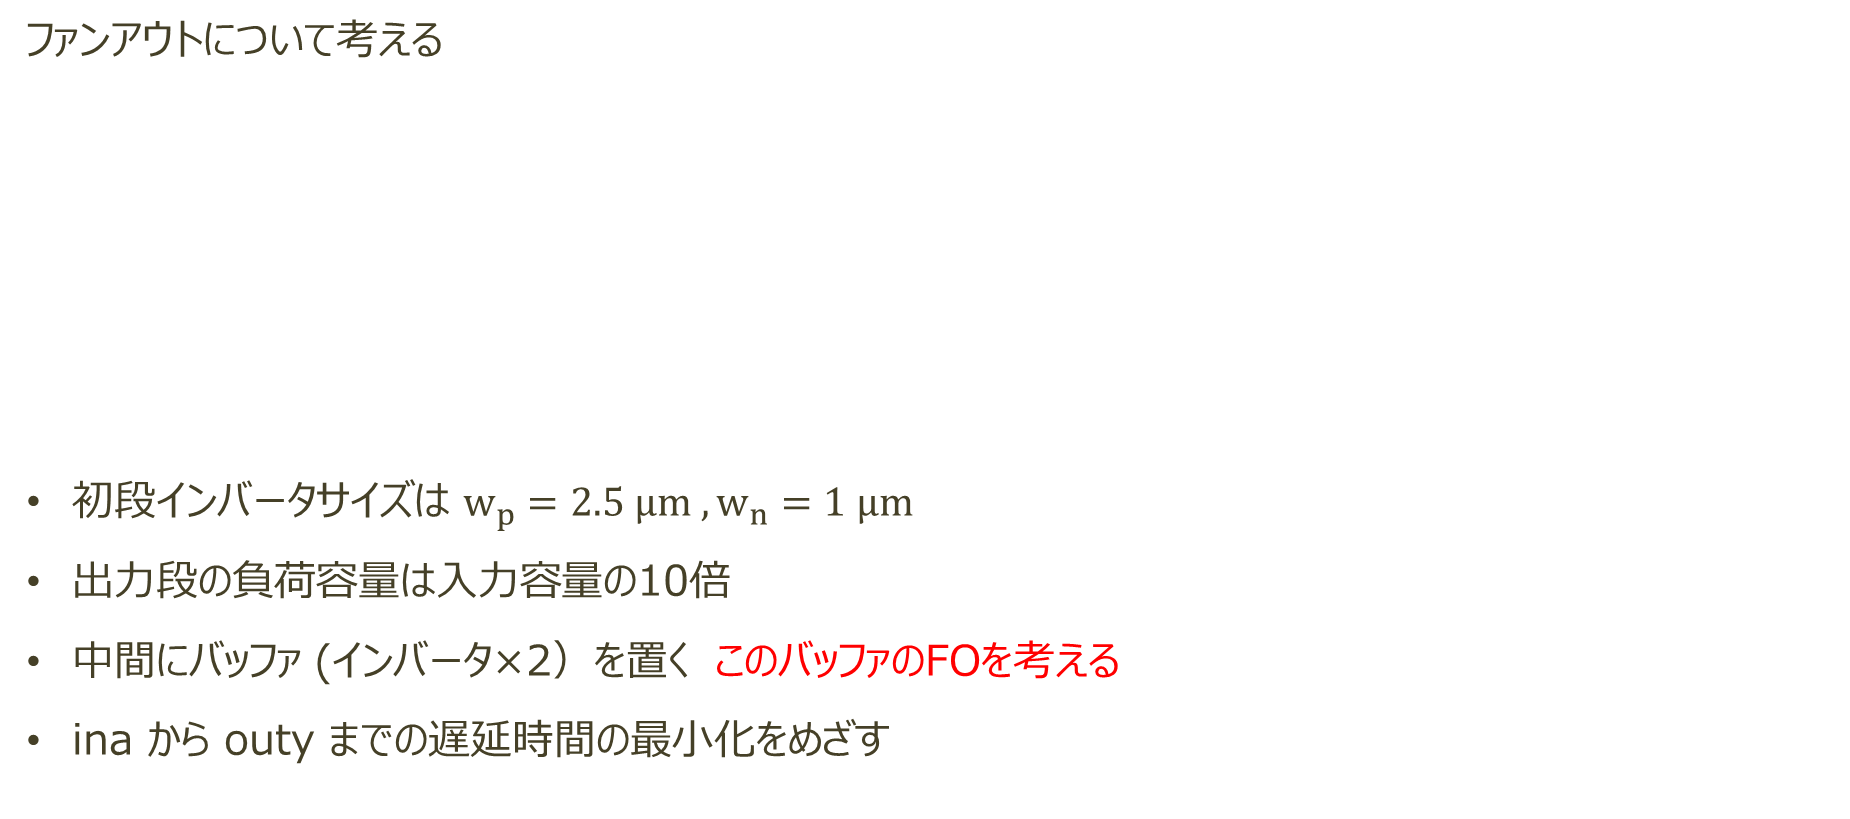 ファンアウトについて考える
• 初段インバータサイズは wp = 2.5 μm , wn = 1 μm
• 出力段の負荷容量は入力容量の10倍
• 中間にバッファ (インバータ×2）を置く このバッファのFOを考える
• ina から outy までの遅延時間の最小化をめざす